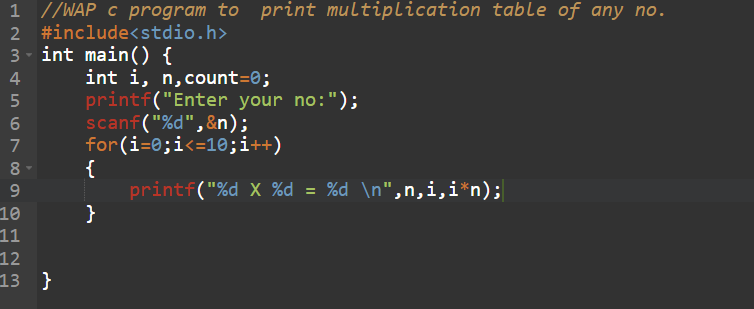 1 //WAP c program to  print multiplication table of any no.
2 #include<stdio.h>
3 int main() {
4     int i, n,count=0;
5     printf("Enter your no:");
6     scanf("%d",&n);
7     for(i=0;i<=10;i++)
8     {
9         printf("%d X %d = %d \n",n,i,i*n);
10     }
11
12
13 }